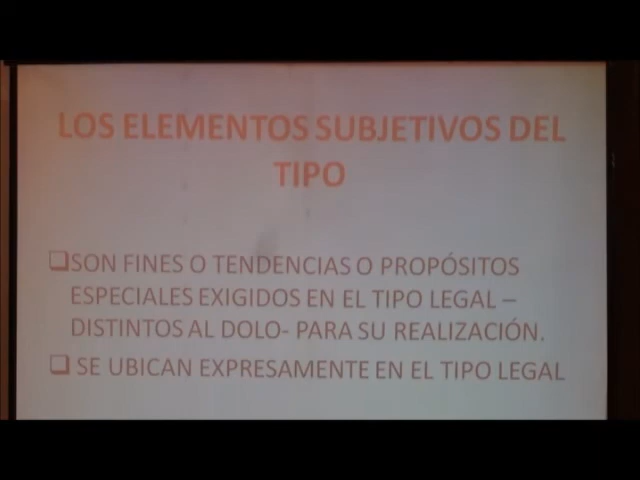 LOS ELEMENTOS SUBJETIVOS DEL
TIPO
❑SON FINES O TENDENCIAS O PROPÓSITOS
ESPECIALES EXIGIDOS EN EL TIPO LEGAL –
DISTINTOS AL DOLO- PARA SU REALIZACIÓN.
❑ SE UBICAN EXPRESAMENTE EN EL TIPO LEGAL